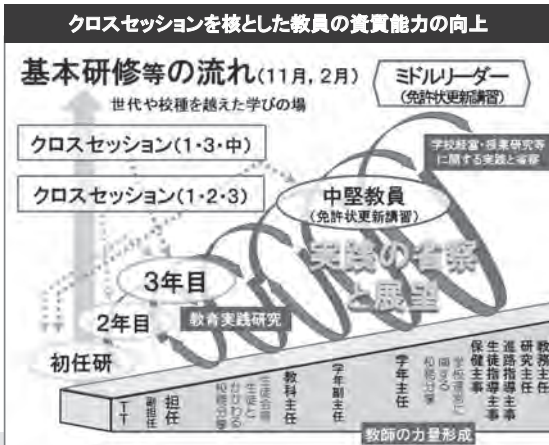 クロスセッションを核とした教員の資質能力の向上
基本研修等の流れ(11月,2月)
世代や校種を越えた学びの場
ミドルリーダー
(免許状更新講習)
クロスセッション(1・3・中)
クロスセッション(1・2・3)
学校経営・授業研究等
に関する実践と省察
中堅教員
(免許状更新講習)
実践の省察
と展望
3年目
2年目
初任研
教育実践研究
TT
副担任
担任
生徒と
かかわる
校務分掌
教科主任
学年副主任
学年主任
学校運営に
関する
校務分掌
保健主事
生徒指導主事
進路指導主事
研究主任
教務主任
教師の力量形成